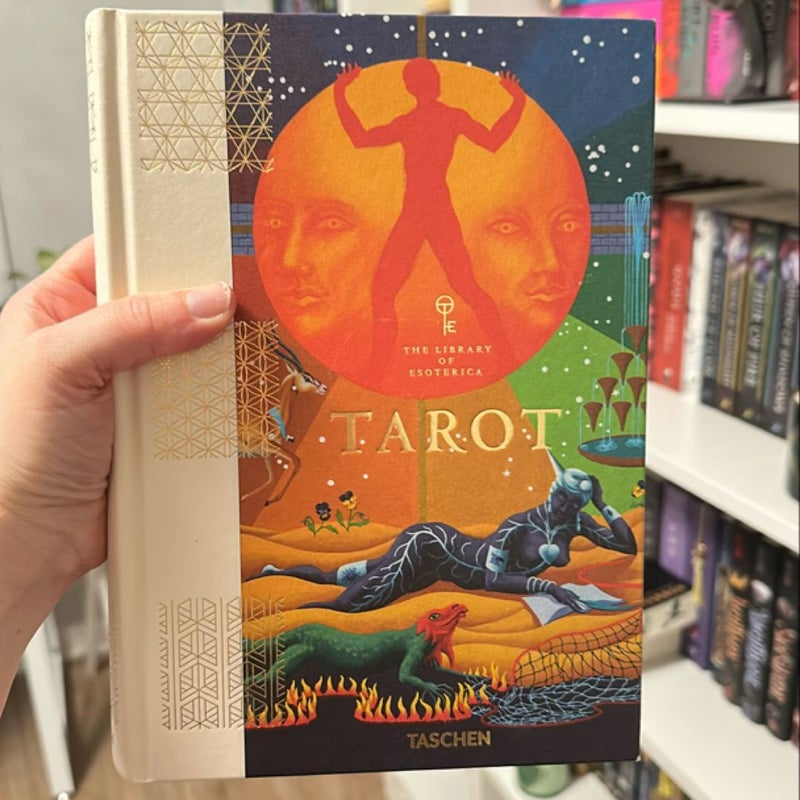 THE LIBRARY
OF
ESOTERICA
TAROT
TASCHEN